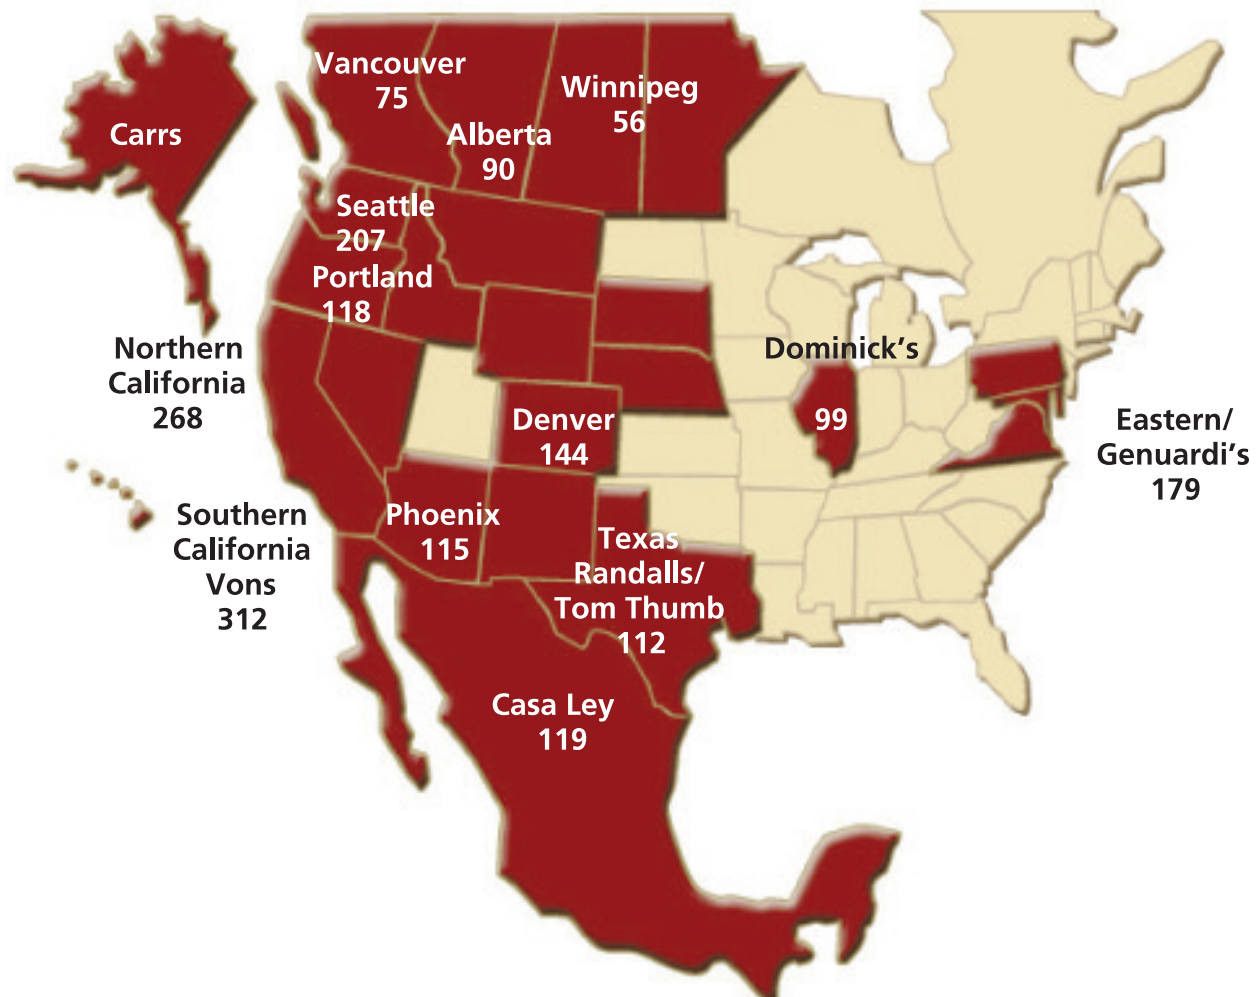 Vancouver
75
Winnipeg
56
Carrs
Alberta
90
Seattle
207
Portland
118
Northern
California
268
Dominick's
99
Denver
144
Eastern/
Genuardi's
179
Southern
California
Vons
312
Phoenix
115
Texas
Randalls/
Tom Thumb
112
Casa Ley
119